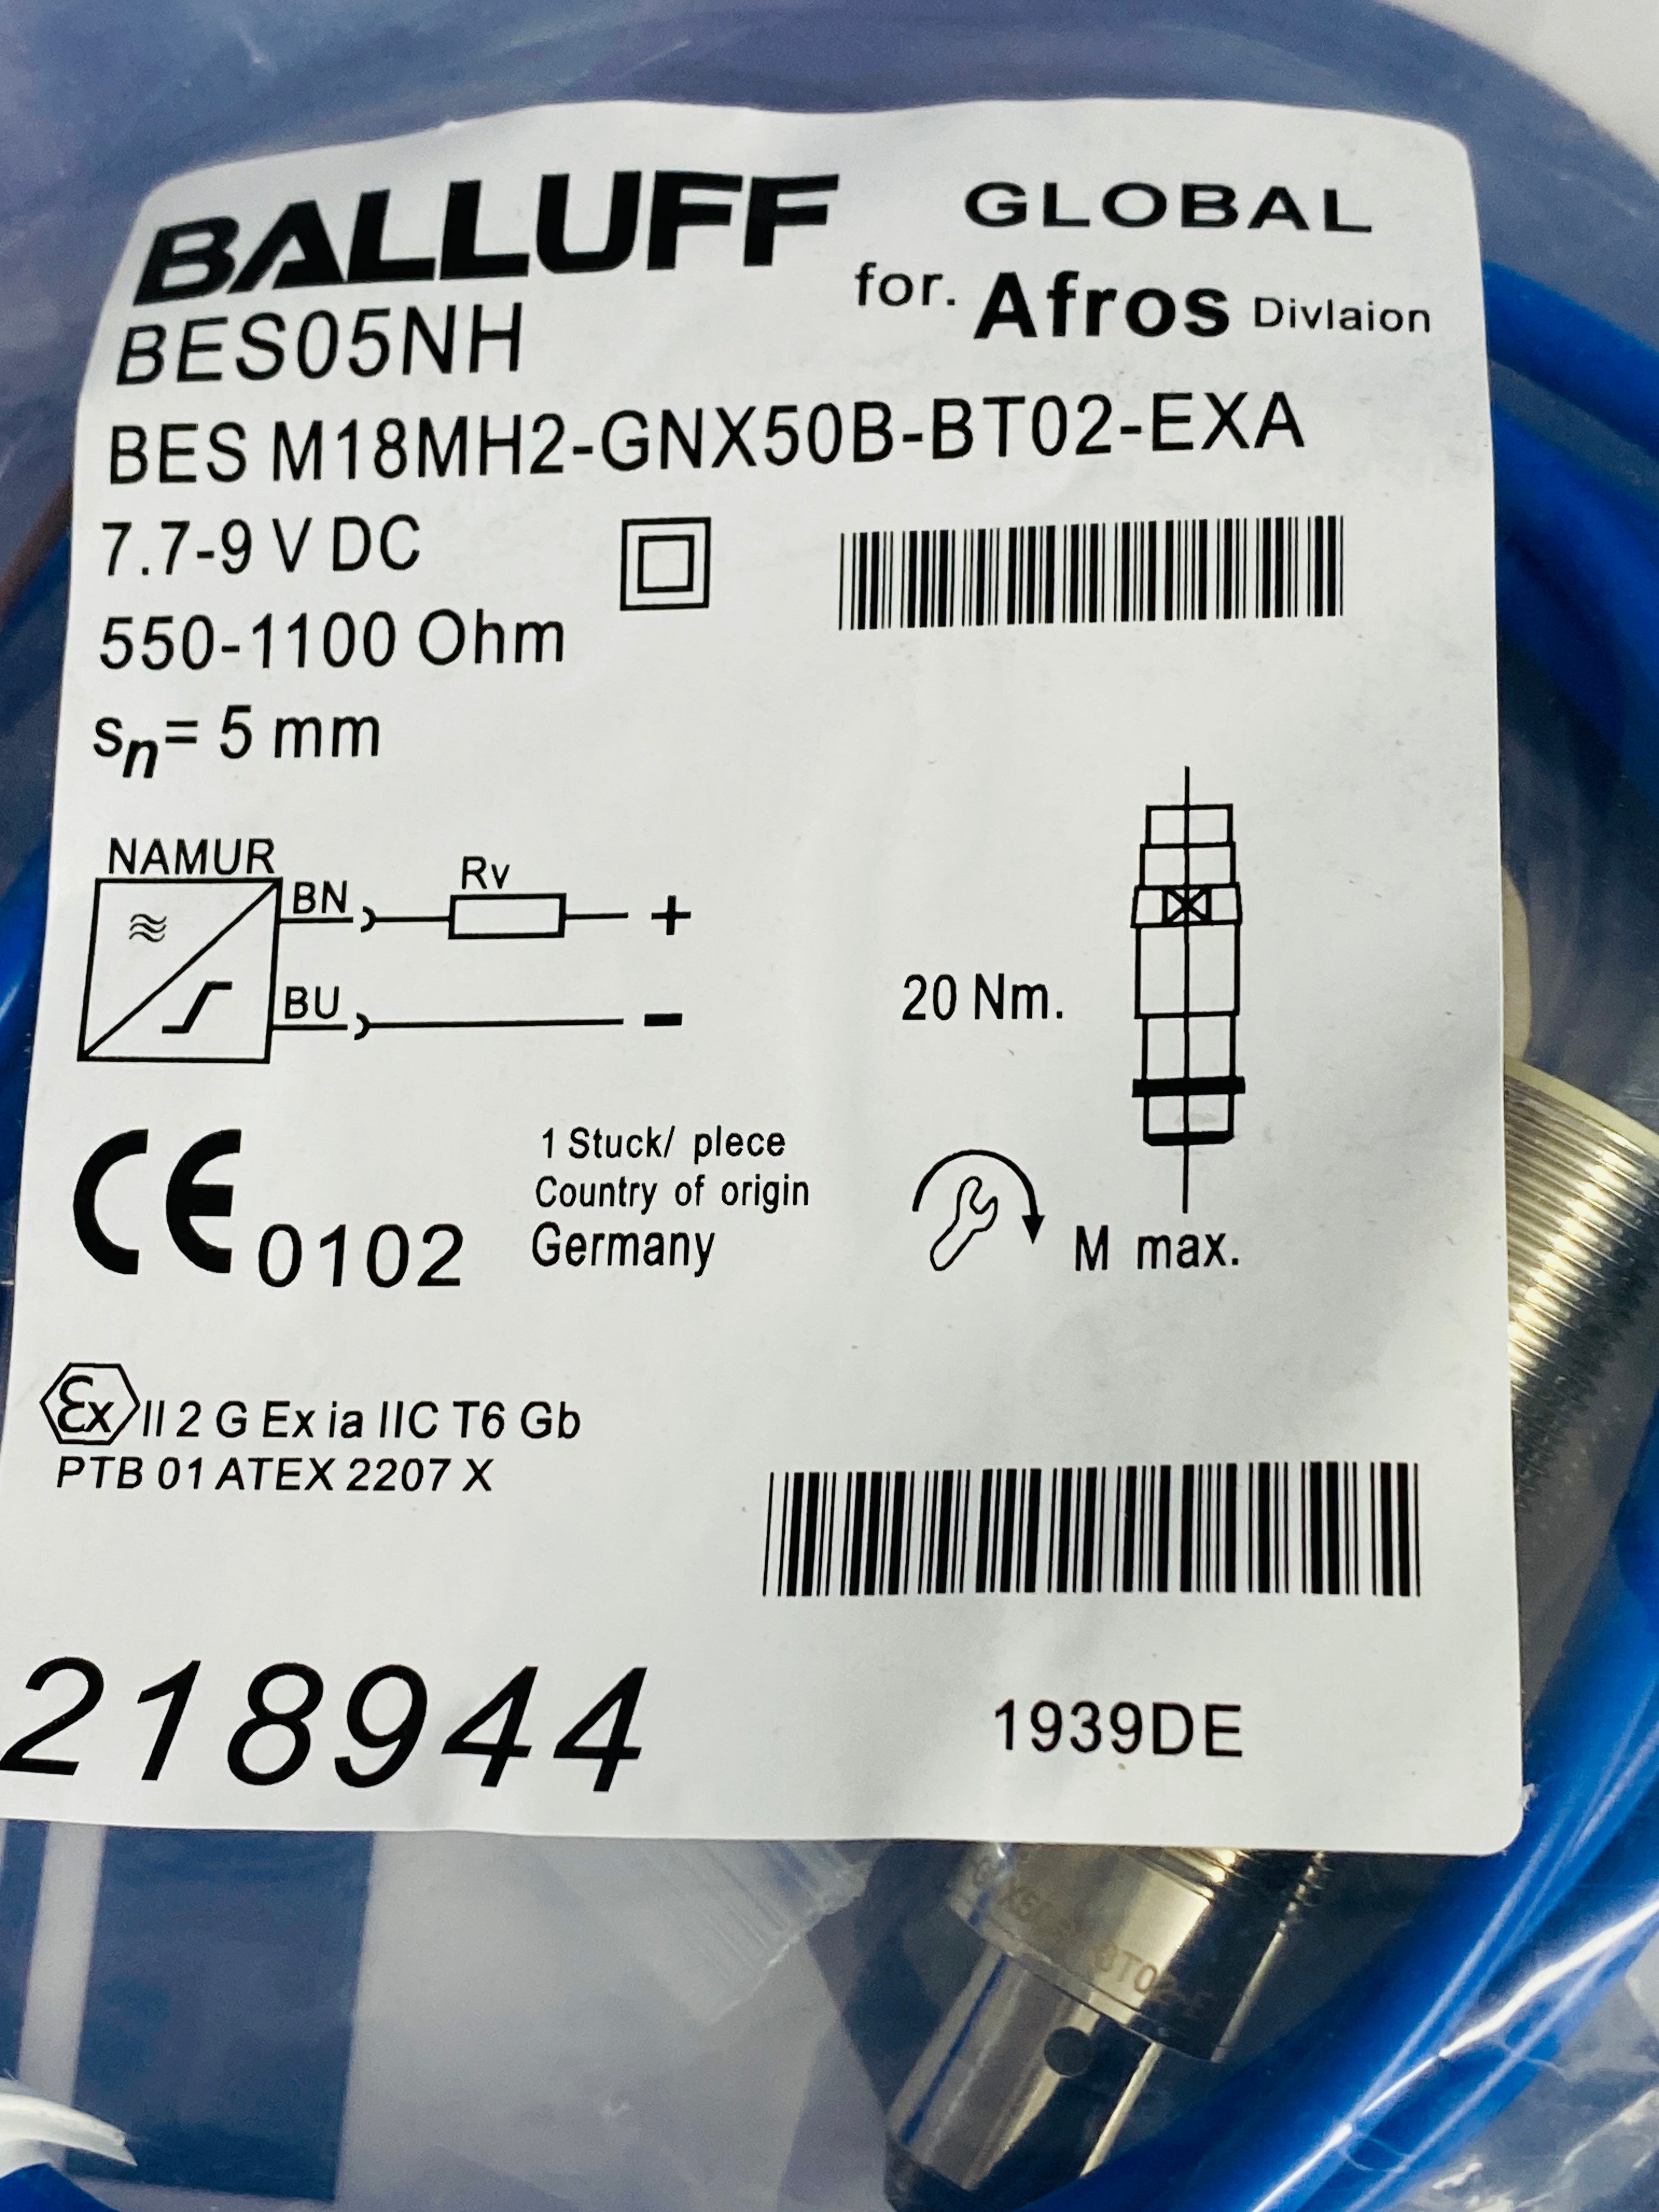 BALLUFF
GLOBAL
for. Afros Divlaion
BES05NH
BES M18MH2-GNX50B-BT02-EXA
7.7-9 V DC
550-1100 Ohm
sn= 5 mm
NAMUR
BN
Rv
+
BU
-
20 Nm.
M max.
CE 0102
1 Stuck/ plece
Country of origin
Germany
Ex II 2 G Ex ia IIC T6 Gb
PTB 01 ATEX 2207 X
218944
1939DE